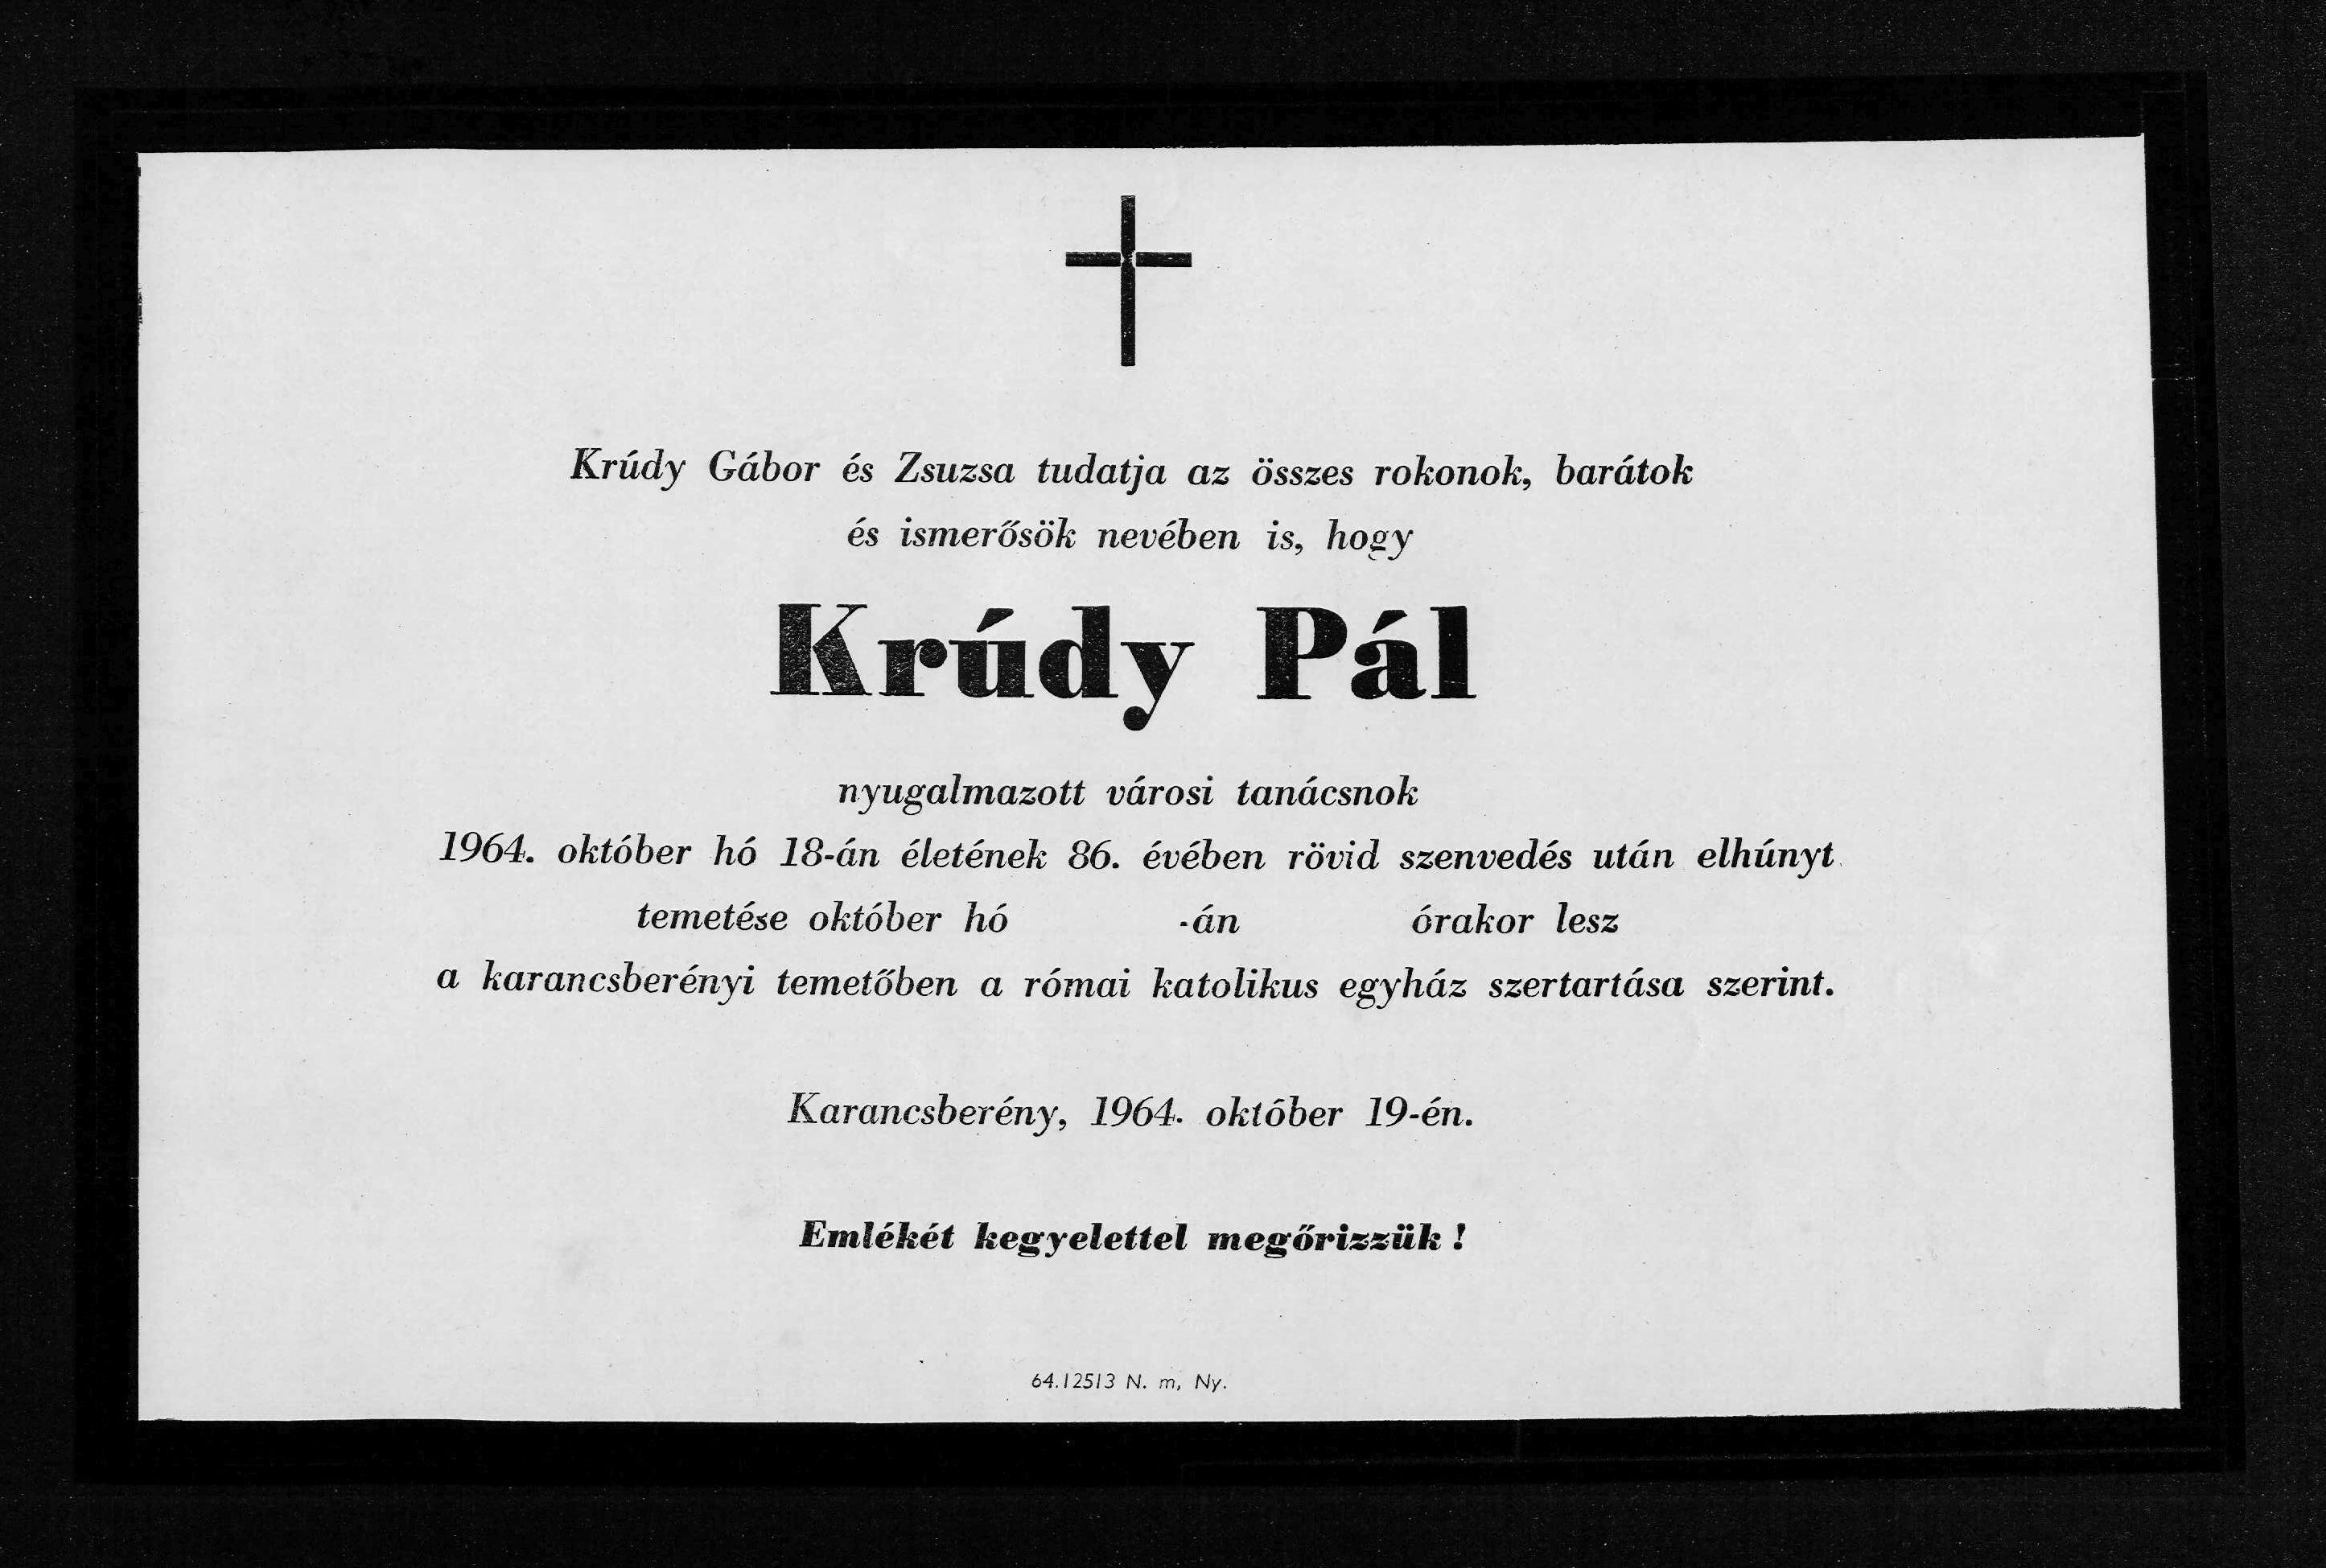 Krúdy Gábor és Zsuzsa tudatja az összes rokonok, barátok
és ismerősök nevében is, hogy
Krúdy Pál
nyugalmazott városi tanácsnok
1964. október hó 18-án életének 86. évében rövid szenvedés után elhúnyt
temetése október hó -án órakor lesz
a karancsberényi temetőben a római katolikus egyház szertartása szerint.
Karancsberény, 1964. október 19-én.
Emlékét kegyelettel megőrizzük !
64.12513 N. m, Ny.